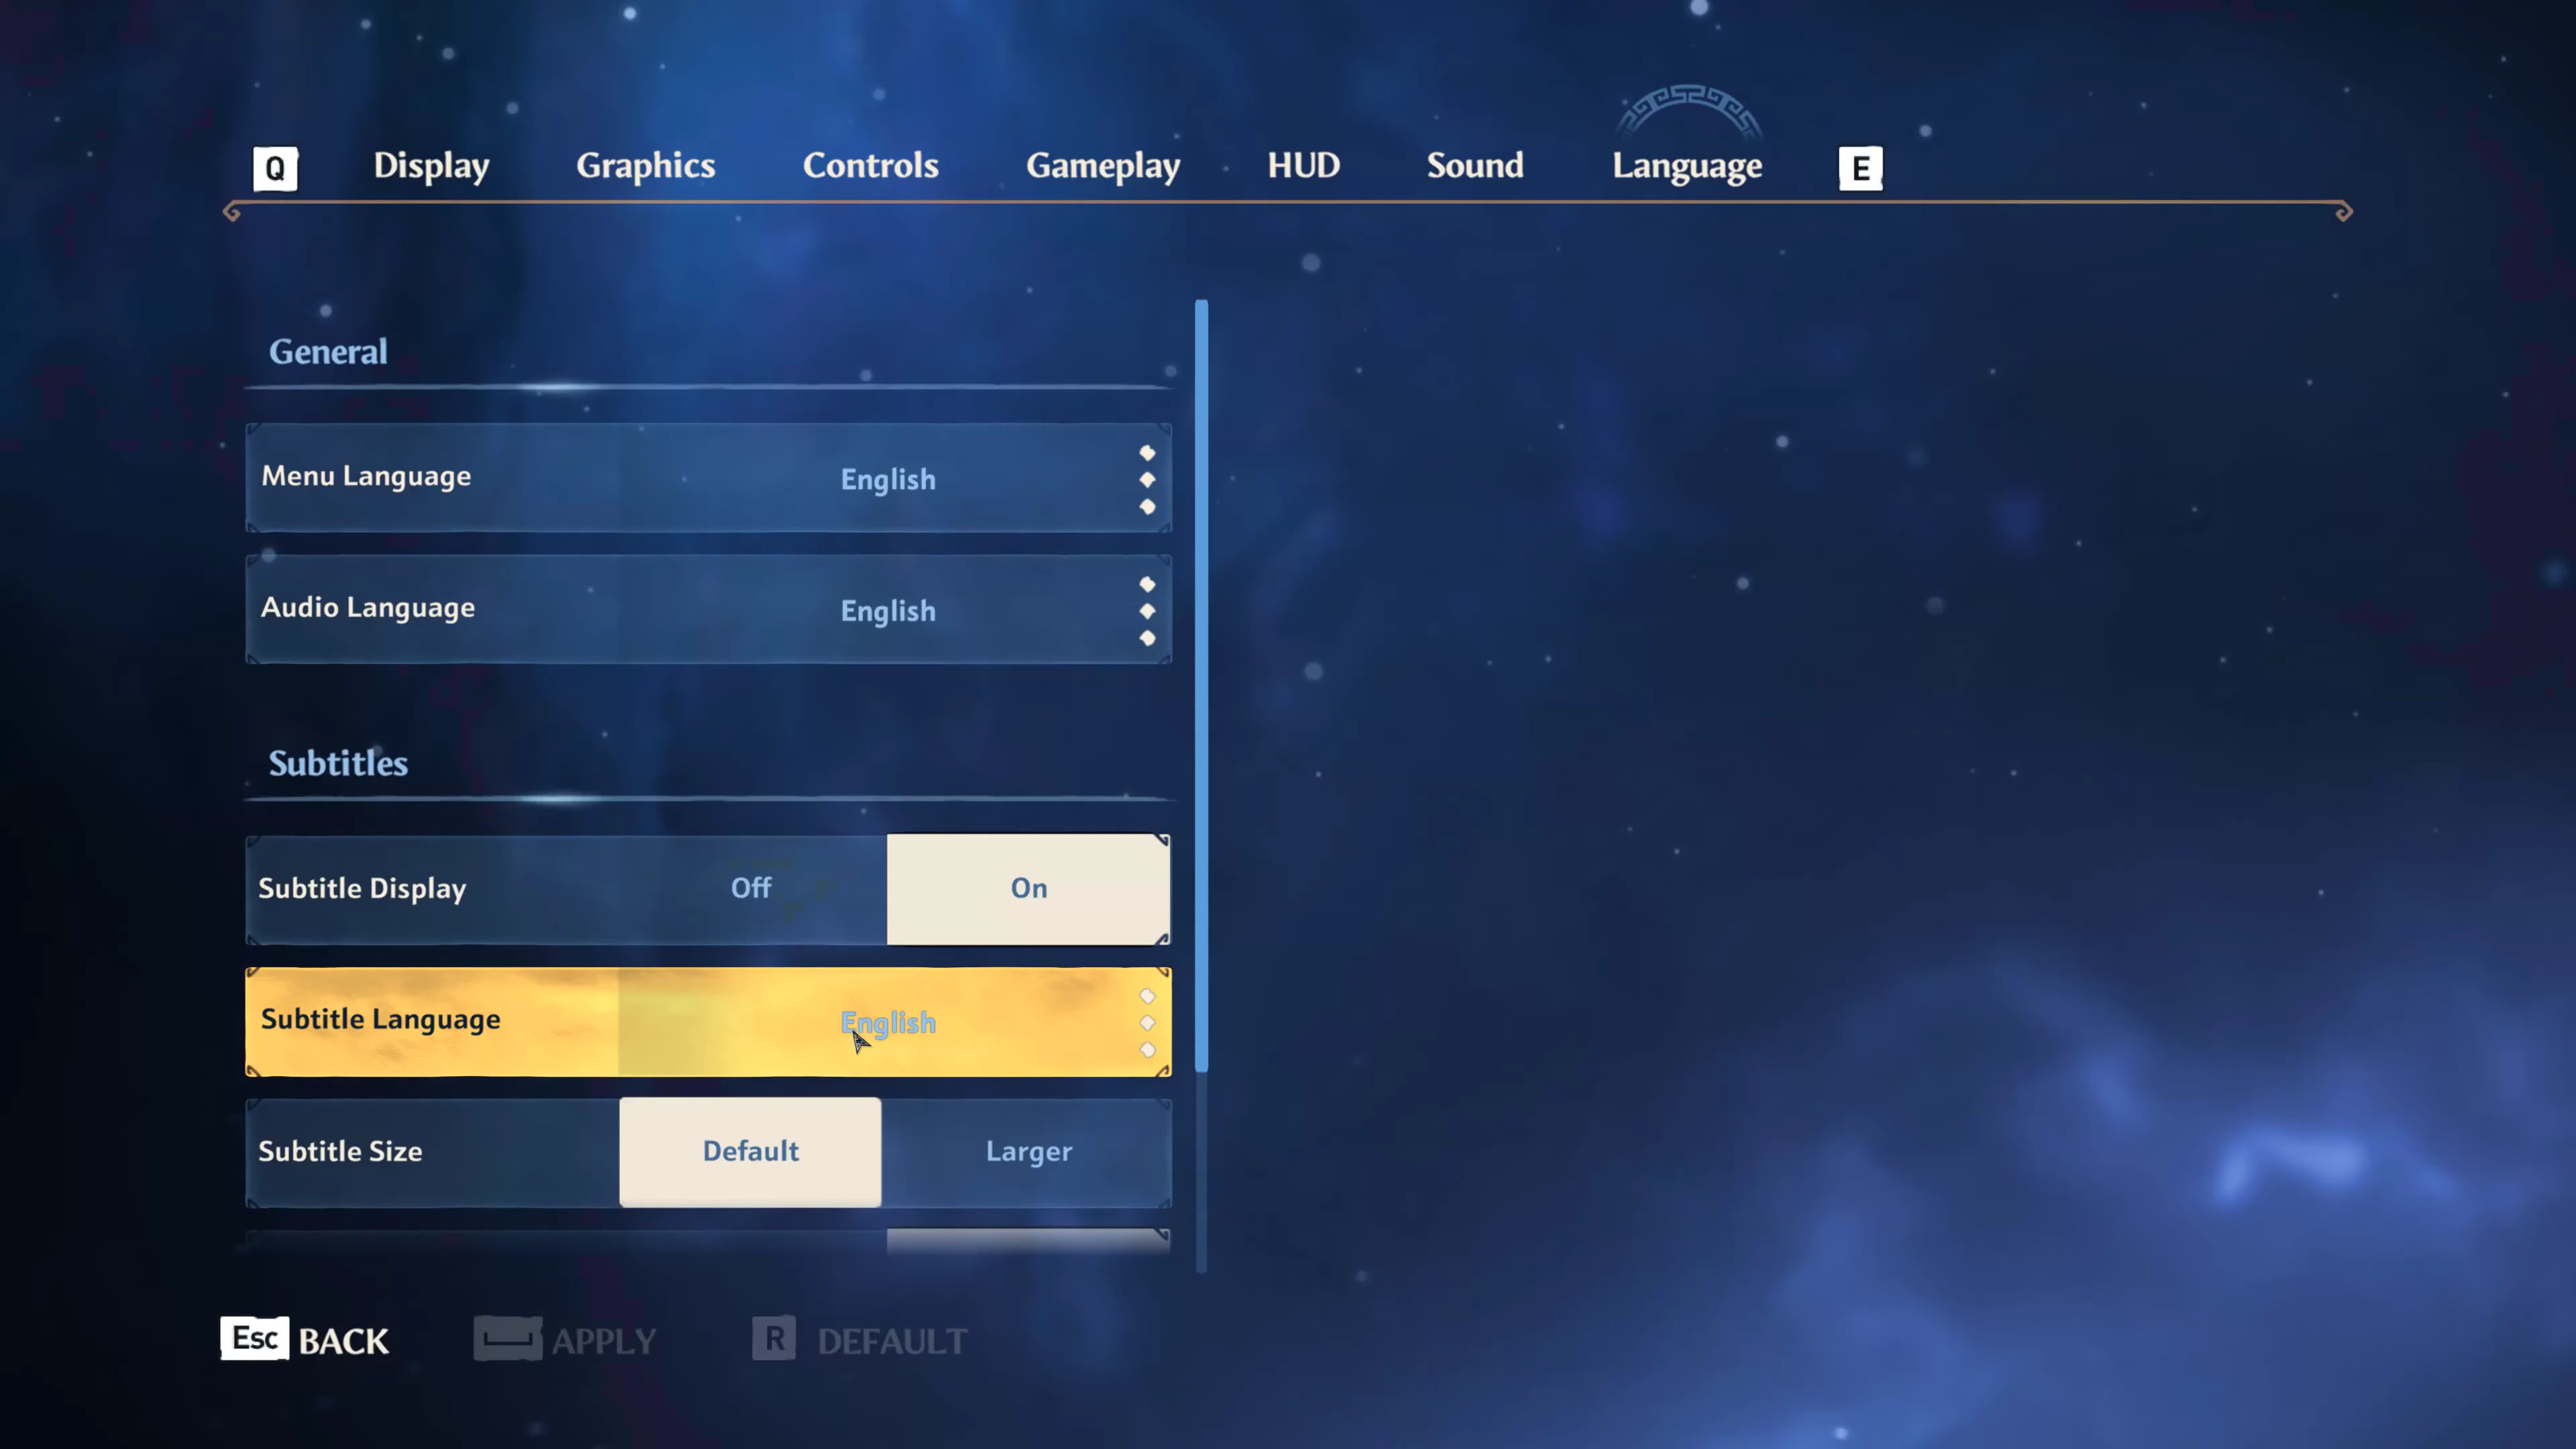 Q Display Graphics Controls Gameplay HUD Sound Language E
General
Menu Language English
Audio Language English
Subtitles
Subtitle Display Off On
Subtitle Language English
Subtitle Size Default Larger
Esc BACK APPLY R DEFAULT